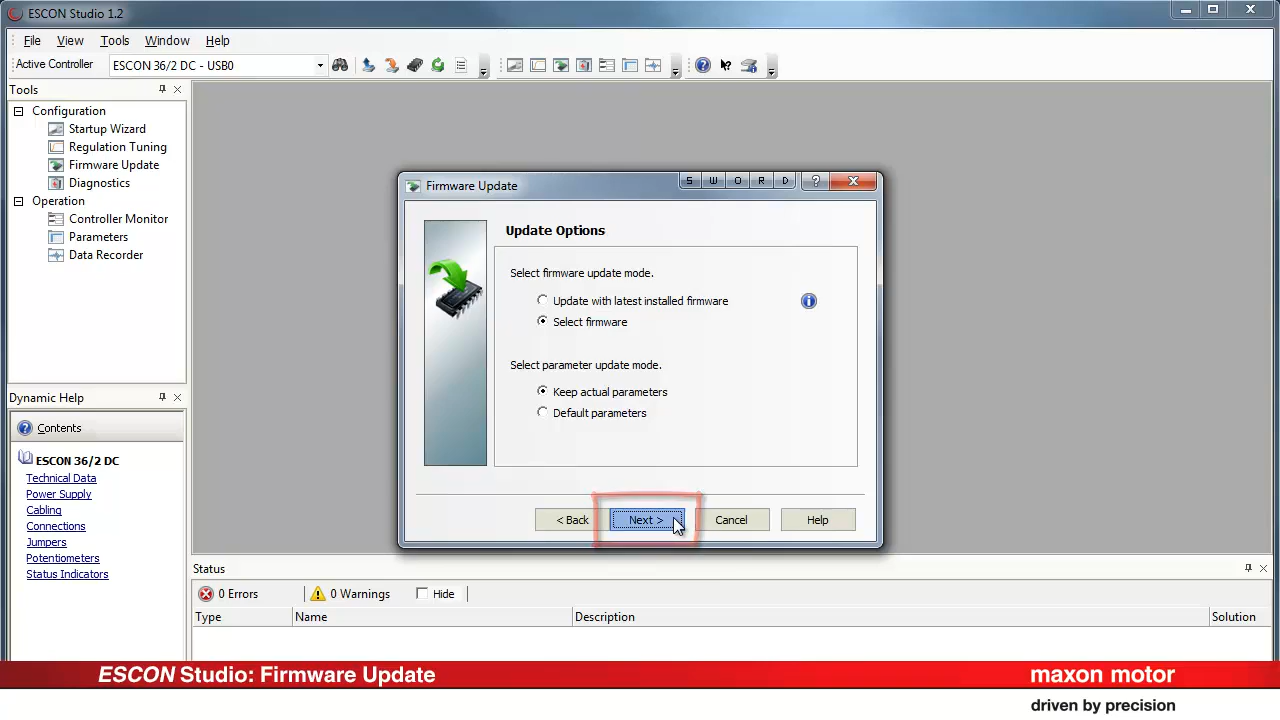 ESCON Studio 1.2
File View Tools Window Help
Active Controller ESCON 36/2 DC - USB0
Tools
Configuration
Startup Wizard
Regulation Tuning
Firmware Update
Diagnostics
Operation
Controller Monitor
Parameters
Data Recorder
Dynamic Help
Contents
ESCON 36/2 DC
Technical Data
Power Supply
Cabling
Connections
Jumpers
Potentiometers
Status Indicators
Firmware Update
S W O R D
Update Options
Select firmware update mode.
Update with latest installed firmware
Select firmware
Select parameter update mode.
Keep actual parameters
Default parameters
< Back Next > Cancel Help
Status
0 Errors 0 Warnings Hide
Type Name Description Solution
ESCON Studio: Firmware Update
maxon motor
driven by precision